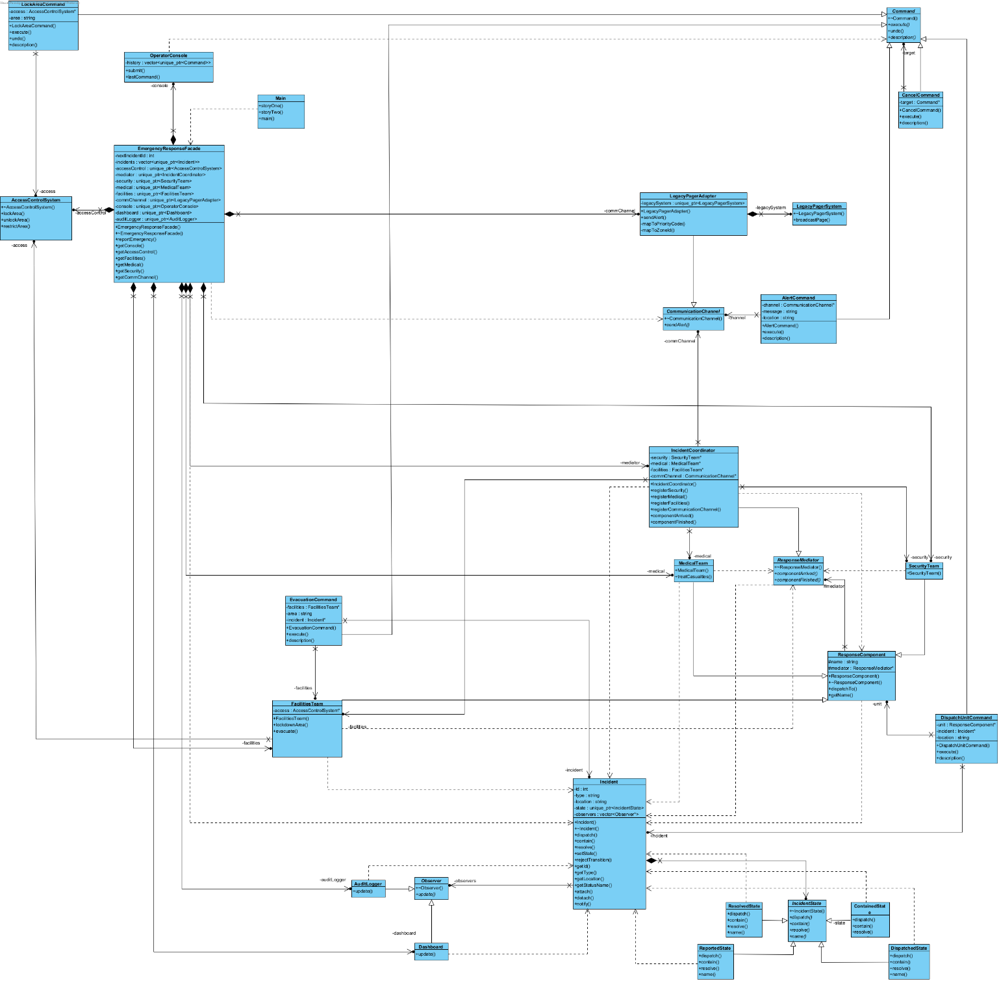 LockAreaCommand
-access : AccessControlSystem*
-area : string
+LockAreaCommand()
+execute()
+undo()
+description()
Command
+~Command()
+execute()
+undo()
+description()
-target
OperatorConsole
-history : vector<unique_ptr<Command>>
+submit()
+lastCommand()
-console
Main
+storyOne()
+storyTwo()
+main()
CancelCommand
-target : Command*
+CancelCommand()
+execute()
+description()
EmergencyResponseFacade
-nextIncidentId : int
-incidents : vector<unique_ptr<Incident>>
-accessControl : unique_ptr<AccessControlSystem>
-mediator : unique_ptr<IncidentCoordinator>
-security : unique_ptr<SecurityTeam>
-medical : unique_ptr<MedicalTeam>
-facilities : unique_ptr<FacilitiesTeam>
-commChannel : unique_ptr<LegacyPagerAdapter>
-console : unique_ptr<OperatorConsole>
-dashboard : unique_ptr<Dashboard>
-auditLogger : unique_ptr<AuditLogger>
+EmergencyResponseFacade()
+~EmergencyResponseFacade()
+reportEmergency()
+getConsole()
+getAccessControl()
+getFacilities()
+getMedical()
+getSecurity()
+getCommChannel()
-access
AccessControlSystem
+~AccessControlSystem()
+lockArea()
+unlockArea()
+restrictArea()
-accessControl
-access
LegacyPagerAdapter
-legacySystem : unique_ptr<LegacyPagerSystem>
+LegacyPagerAdapter()
+sendAlert()
-mapToPriorityCode()
-mapToZoneId()
-commChannel
-legacySystem
LegacyPagerSystem
+~LegacyPagerSystem()
+broadcastPage()
AlertCommand
-channel : CommunicationChannel*
-message : string
-location : string
+AlertCommand()
+execute()
+description()
CommunicationChannel
+~CommunicationChannel()
+sendAlert()
-channel
-commChannel
IncidentCoordinator
-security : SecurityTeam*
-medical : MedicalTeam*
-facilities : FacilitiesTeam*
-commChannel : CommunicationChannel*
+IncidentCoordinator()
+registerSecurity()
+registerMedical()
+registerFacilities()
+registerCommunicationChannel()
+componentArrived()
+componentFinished()
-mediator
-medical
MedicalTeam
+MedicalTeam()
+treatCasualties()
-medical
ResponseMediator
+~ResponseMediator()
+componentArrived()
+componentFinished()
#mediator
-security
-security
SecurityTeam
+SecurityTeam()
EvacuationCommand
-facilities : FacilitiesTeam*
-area : string
-incident : Incident*
+EvacuationCommand()
+execute()
+description()
-facilities
ResponseComponent
#name : string
#mediator : ResponseMediator*
+ResponseComponent()
+~ResponseComponent()
+dispatchTo()
+getName()
-unit
FacilitiesTeam
-access : AccessControlSystem*
+FacilitiesTeam()
+lockdownArea()
+evacuate()
-facilities
-facilities
DispatchUnitCommand
-unit : ResponseComponent*
-incident : Incident*
-location : string
+DispatchUnitCommand()
+execute()
+description()
-incident
Incident
-id : int
-type : string
-location : string
-state : unique_ptr<IncidentState>
-observers : vector<Observer*>
+Incident()
+~Incident()
+dispatch()
+contain()
+resolve()
+setState()
+rejectTransition()
+getId()
+getType()
+getLocation()
+getStatusName()
+attach()
+detach()
+notify()
-incident
-auditLogger
AuditLogger
+update()
Observer
+~Observer()
+update()
-observers
-dashboard
Dashboard
+update()
ResolvedState
+dispatch()
+contain()
+resolve()
+name()
IncidentState
+~IncidentState()
+dispatch()
+contain()
+resolve()
+name()
-state
ContainedStat
e
+dispatch()
+contain()
+resolve()
ReportedState
+dispatch()
+contain()
+resolve()
+name()
DispatchedState
+dispatch()
+contain()
+resolve()
+name()